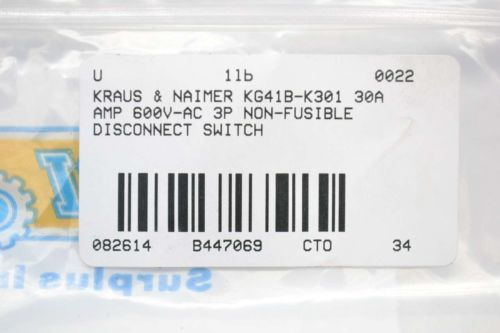 U 1lb 0022
KRAUS & NAIMER KG41B-K301 30A
AMP 600V-AC 3P NON-FUSIBLE
DISCONNECT SWITCH
082614 B447069 CTO 34
Surplus